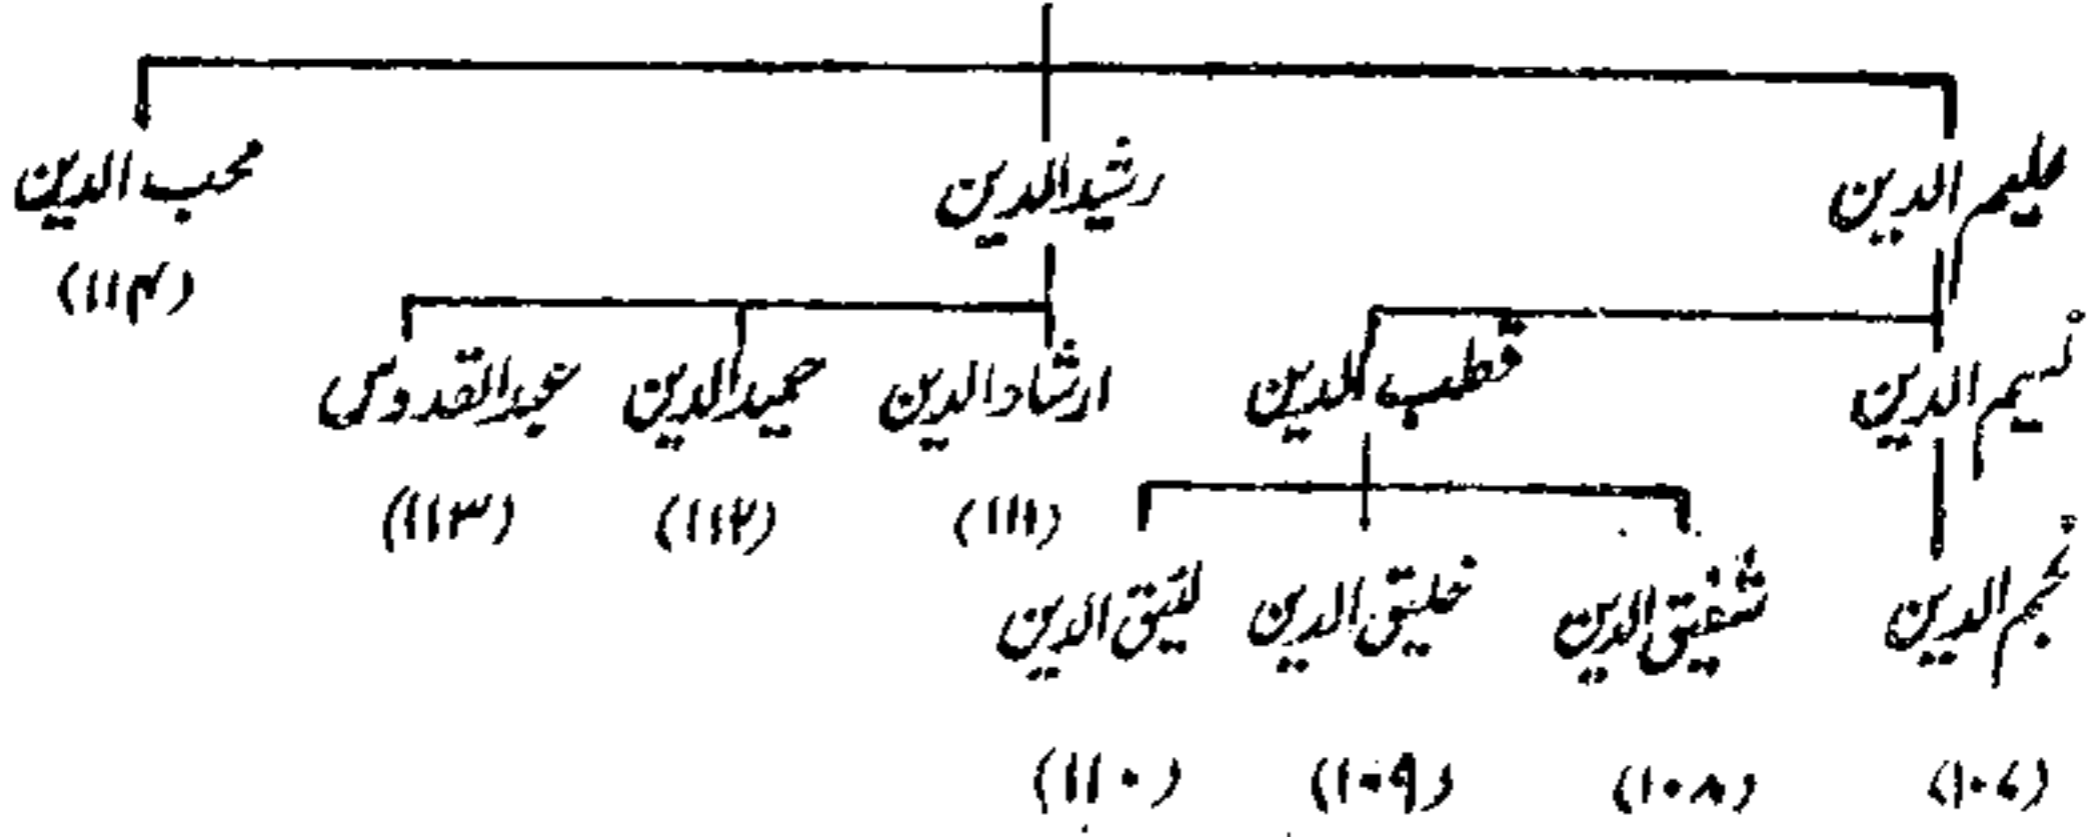 علیم الدین رشید الدین محب الدین
(۱۱۴)
نسیم الدین قطب الدین ارشاد الدین حمید الدین عبد القدوس
(۱۱۱) (۱۱۲) (۱۱۳)
نجم الدین شفیق الدین خلیق الدین لئیق الدین
(۱۰۷) (۱۰۸) (۱۰۹) (۱۱۰)